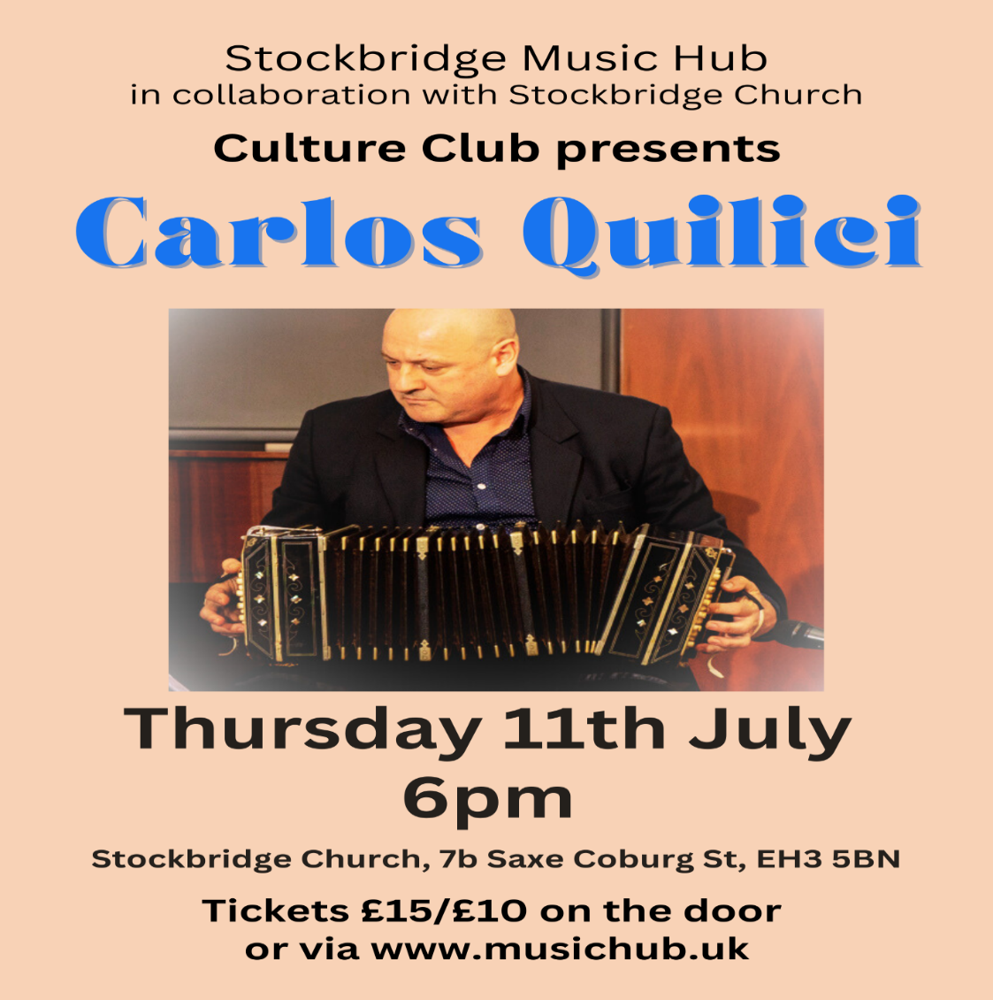 Stockbridge Music Hub
in collaboration with Stockbridge Church
Culture Club presents
Carlos Quilici
Thursday 11th July
6pm
Stockbridge Church, 7b Saxe Coburg St, EH3 5BN
Tickets £15/£10 on the door
or via www.musichub.uk